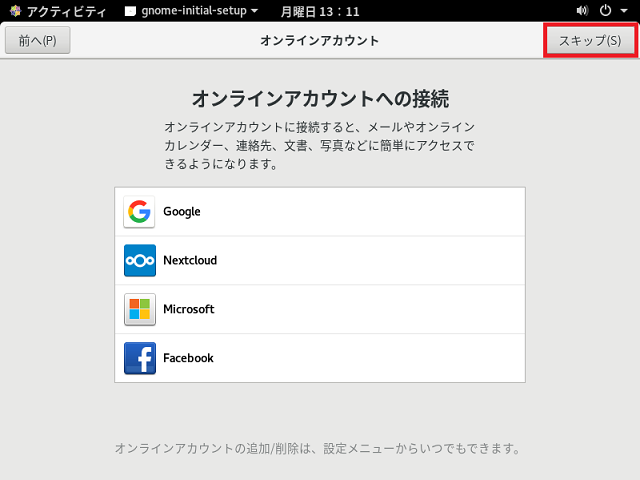 アクティビティ gnome-initial-setup 月曜日 13：11
前へ(P) オンラインアカウント スキップ(S)
オンラインアカウントへの接続
オンラインアカウントに接続すると、メールやオンライン
カレンダー、連絡先、文書、写真などに簡単にアクセスで
きるようになります。
Google
Nextcloud
Microsoft
Facebook
オンラインアカウントの追加/削除は、設定メニューからいつでもできます。